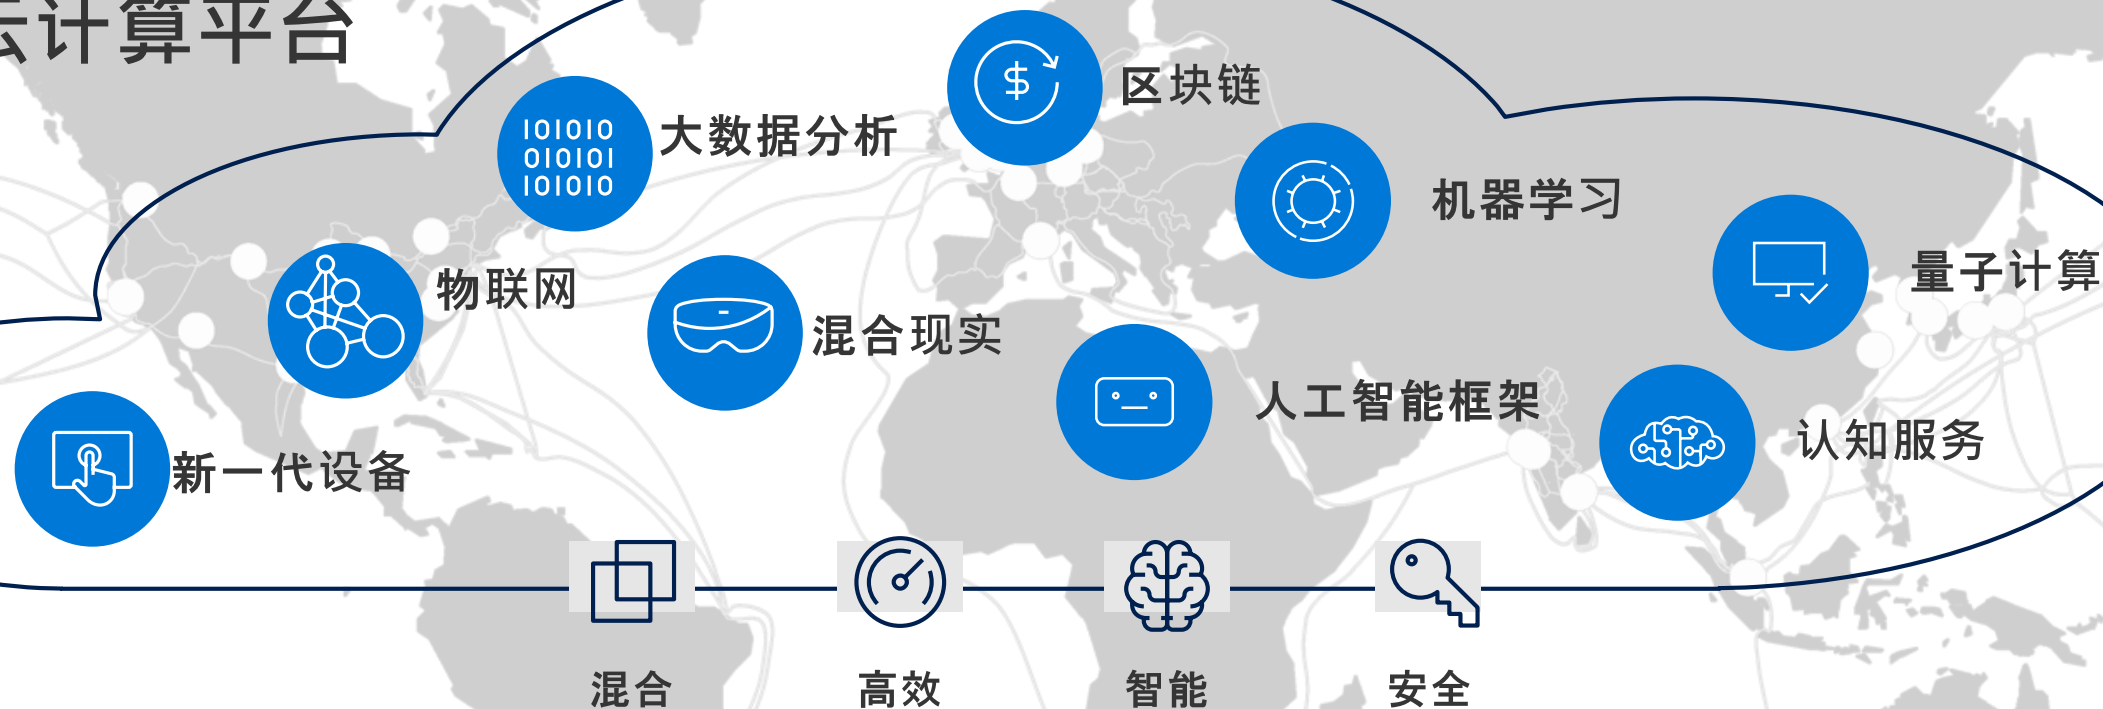 云计算平台
区块链
大数据分析
机器学习
量子计算
物联网
混合现实
人工智能框架
认知服务
新一代设备
混合
高效
智能
安全